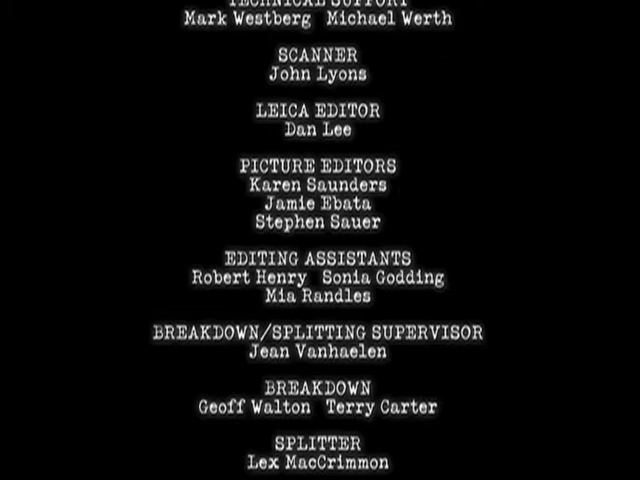 TECHNICAL SUPPORT
Mark Westberg Michael Werth
SCANNER
John Lyons
LEICA EDITOR
Dan Lee
PICTURE EDITORS
Karen Saunders
Jamie Ebata
Stephen Sauer
EDITING ASSISTANTS
Robert Henry Sonia Godding
Mia Randles
BREAKDOWN/SPLITTING SUPERVISOR
Jean Vanhaelen
BREAKDOWN
Geoff Walton Terry Carter
SPLITTER
Lex MacCrimmon